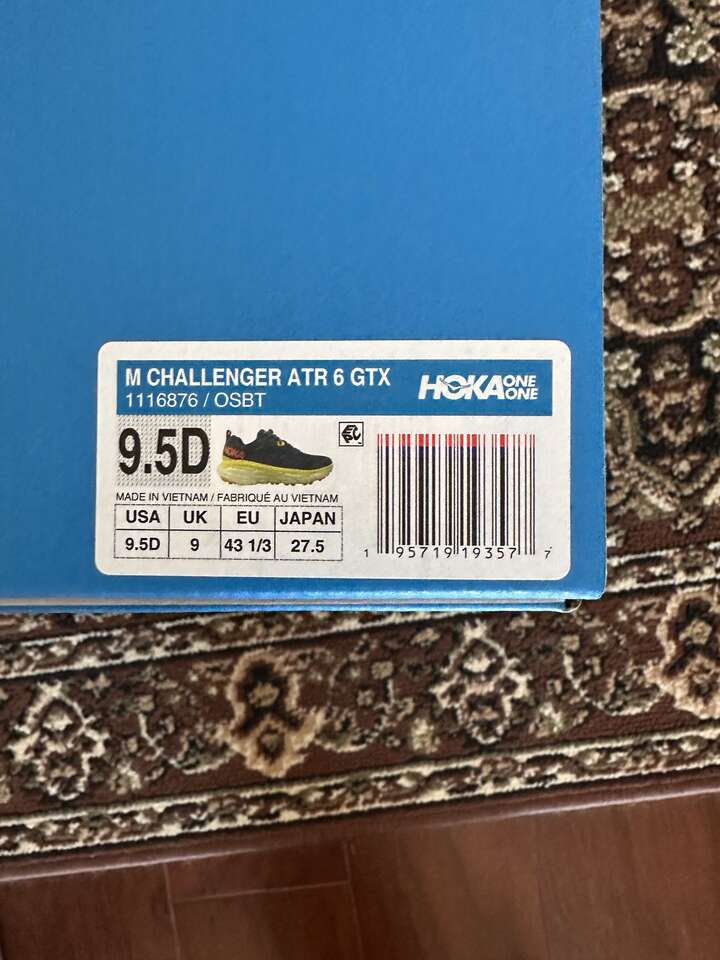 M CHALLENGER ATR 6 GTX
1116876 / OSBT
HOKA ONE ONE
9.5D
HOKA
MADE IN VIETNAM / FABRIQUÉ AU VIETNAM
USA UK EU JAPAN
9.5D 9 43 1/3 27.5
1 95719 19357 7